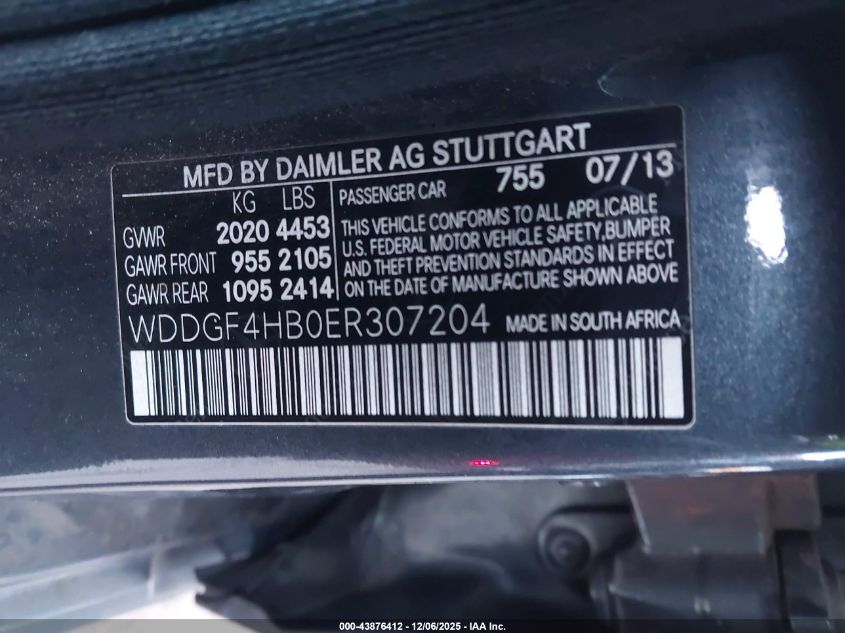 MFD BY DAIMLER AG STUTTGART
KG LBS
GVWR 2020 4453
GAWR FRONT 955 2105
GAWR REAR 1095 2414
PASSENGER CAR 755 07/13
THIS VEHICLE CONFORMS TO ALL APPLICABLE
U.S. FEDERAL MOTOR VEHICLE SAFETY, BUMPER
AND THEFT PREVENTION STANDARDS IN EFFECT
ON THE DATE OF MANUFACTURE SHOWN ABOVE
WDDGF4HB0ER307204 MADE IN SOUTH AFRICA
000-43876412 - 12/06/2025 - IAA Inc.